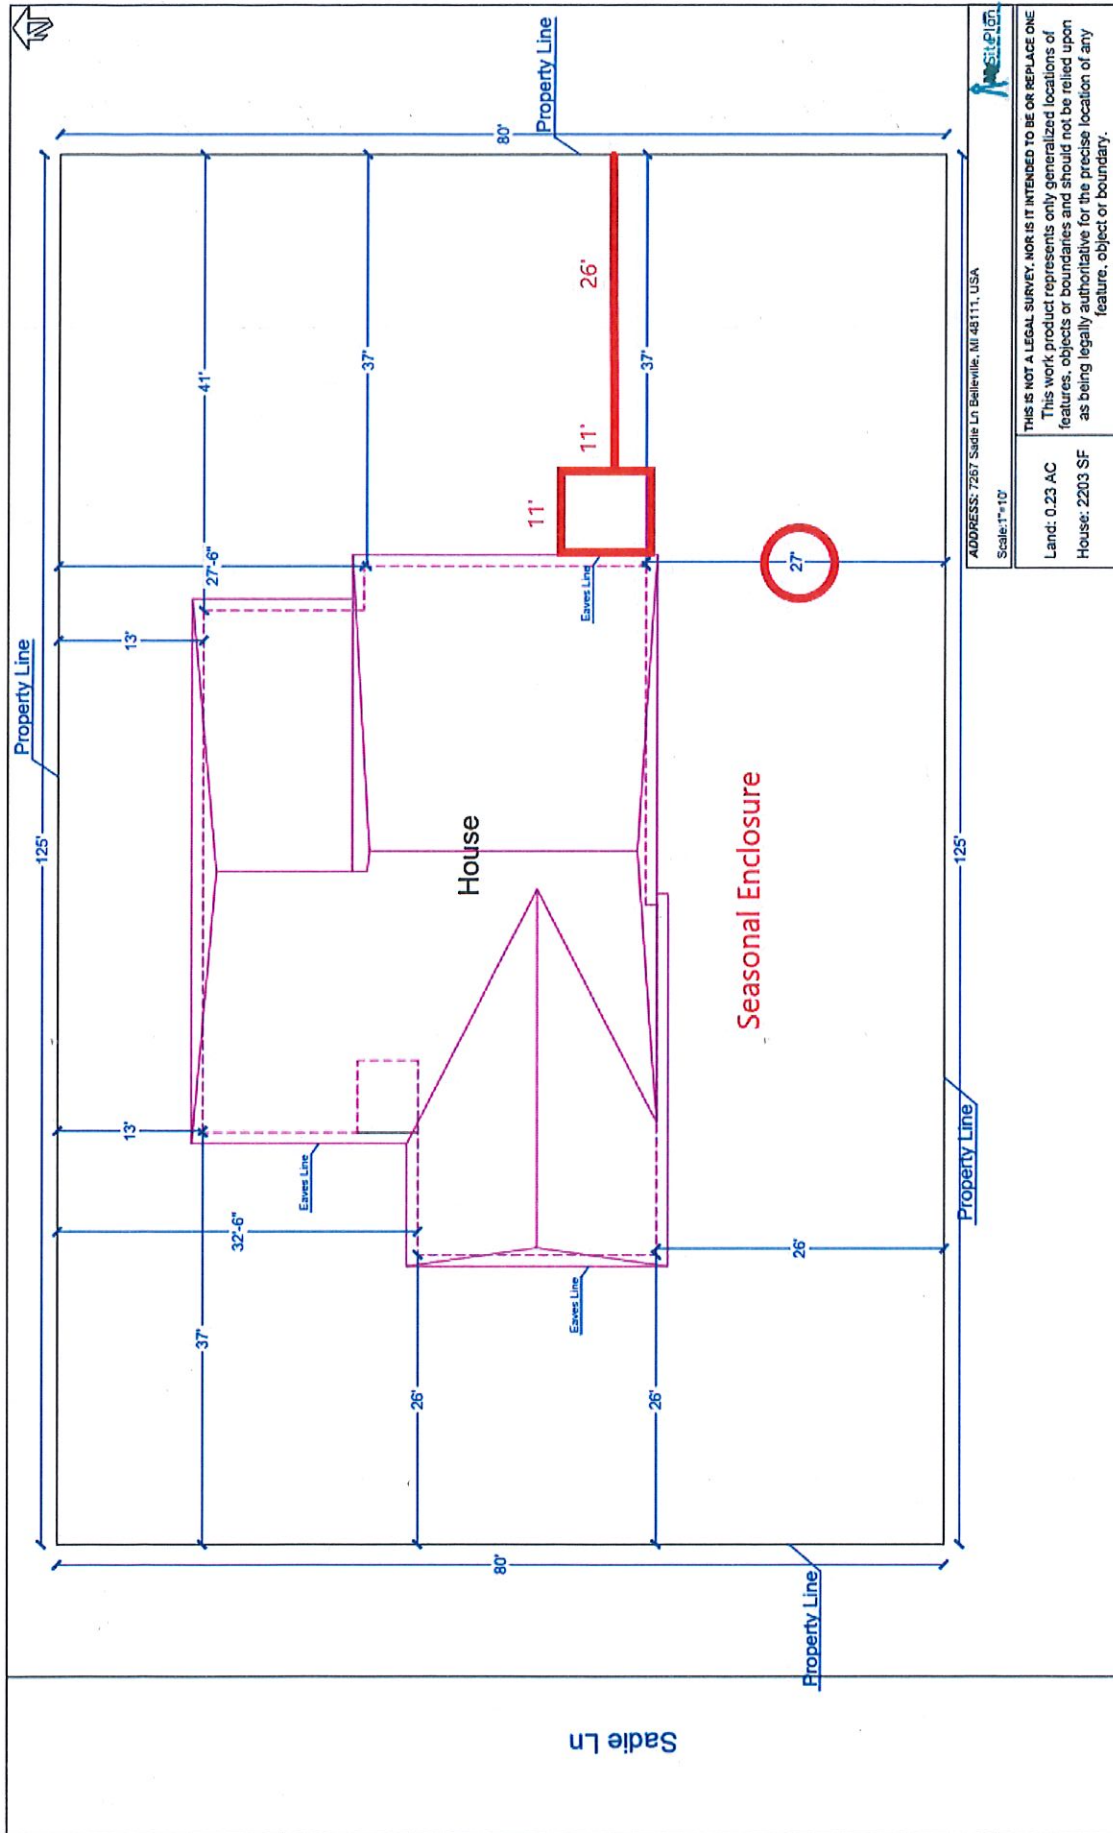 Property Line
125'
13'
27'-6"
41'
80'
Property Line
37'
House
11'
11'
26'
37'
Eaves Line
27'
Seasonal Enclosure
13'
Eaves Line
32'-6"
37'
26'
Eaves Line
26'
26'
125'
Property Line
80'
Property Line
Sadie Ln
N
ADDRESS: 7267 Sadie Ln Belleville, MI 48111, USA
Scale:1"=10'
MySitePlan
Land: 0.23 AC
House: 2203 SF
THIS IS NOT A LEGAL SURVEY, NOR IS IT INTENDED TO BE OR REPLACE ONE
This work product represents only generalized locations of
features, objects or boundaries and should not be relied upon
as being legally authoritative for the precise location of any
feature, object or boundary.